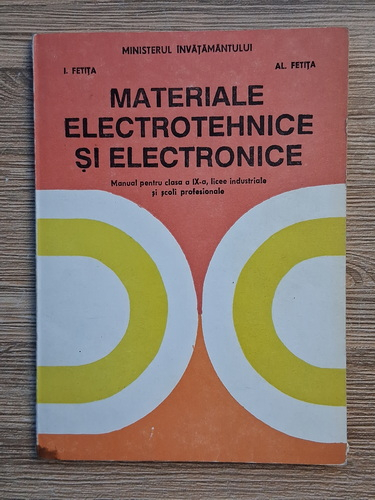 MINISTERUL ÎNVĂȚĂMÂNTULUI
I. FETIȚA
AL. FETIȚA
MATERIALE
ELECTROTEHNICE
ȘI ELECTRONICE
Manual pentru clasa a IX-a, licee industriale
și școli profesionale